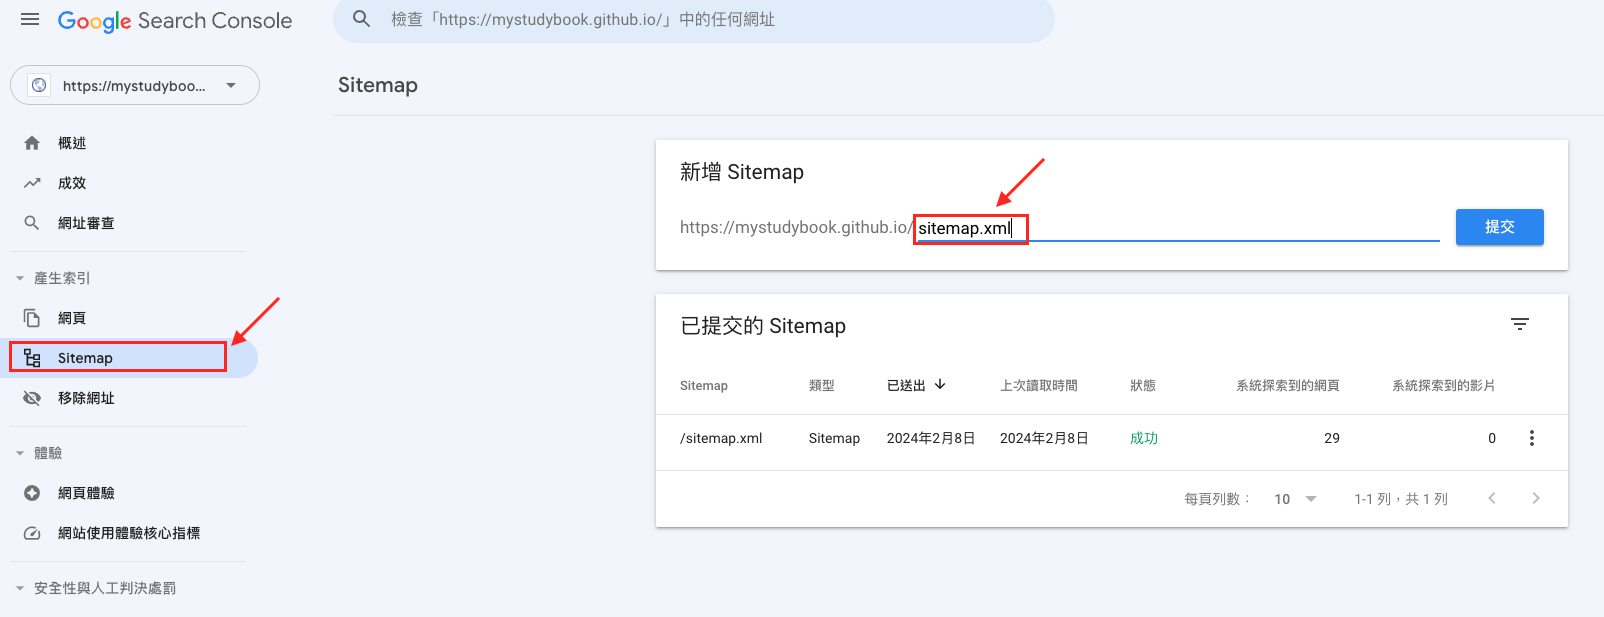 Google Search Console
檢查「https://mystudybook.github.io/」中的任何網址
https://mystudyboo...
Sitemap
概述
成效
網址審查
產生索引
網頁
Sitemap
移除網址
體驗
網頁體驗
網站使用體驗核心指標
安全性與人工判決處罰
新增 Sitemap
https://mystudybook.github.io/sitemap.xml
提交
已提交的 Sitemap
Sitemap 類型 已送出 上次讀取時間 狀態 系統探索到的網頁 系統探索到的影片
/sitemap.xml Sitemap 2024年2月8日 2024年2月8日 成功 29 0
每頁列數： 10 1-1 列，共 1 列